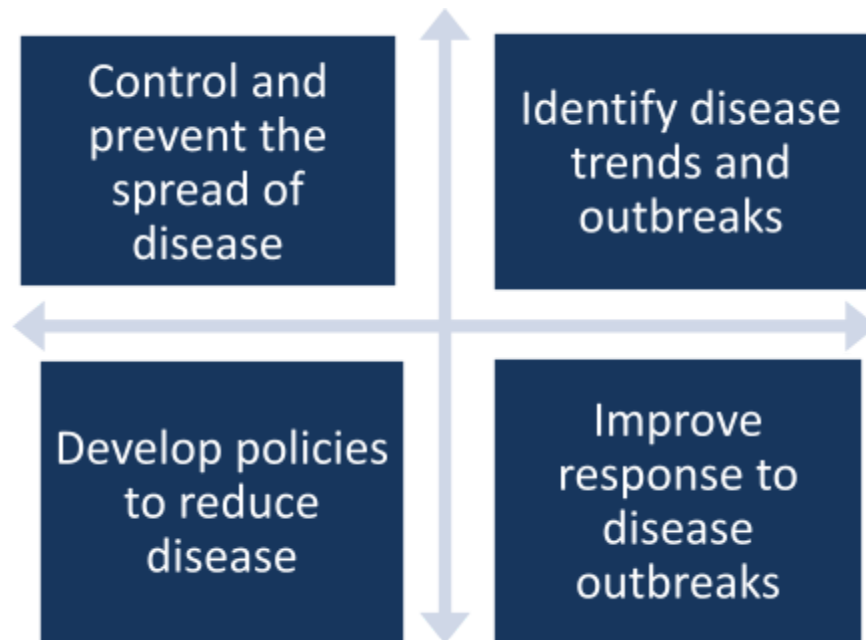 Control and
prevent the
spread of
disease
Identify disease
trends and
outbreaks
Develop policies
to reduce
disease
Improve
response to
disease
outbreaks